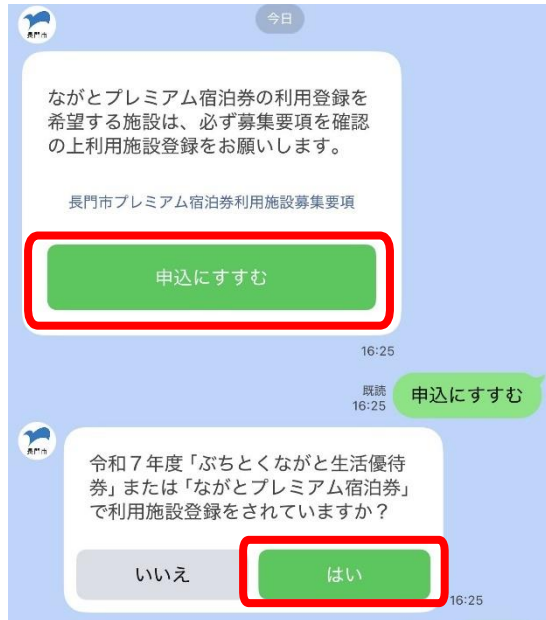 今日
長門市
ながとプレミアム宿泊券の利用登録を
希望する施設は、必ず募集要項を確認
の上利用施設登録をお願いします。
長門市プレミアム宿泊券利用施設募集要項
申込にすすむ
16:25
既読
16:25
申込にすすむ
長門市
令和７年度「ぶちとくながと生活優待
券」または「ながとプレミアム宿泊券」
で利用施設登録をされていますか？
いいえ
はい
16:25